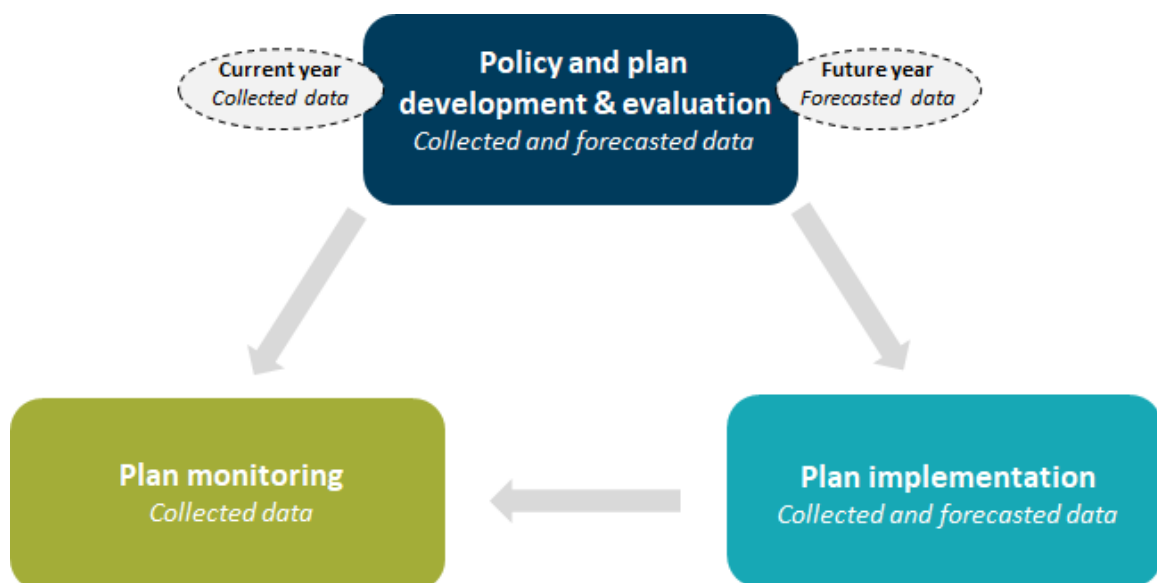 Current year
Collected data
Policy and plan
development & evaluation
Collected and forecasted data
Future year
Forecasted data
Plan monitoring
Collected data
Plan implementation
Collected and forecasted data